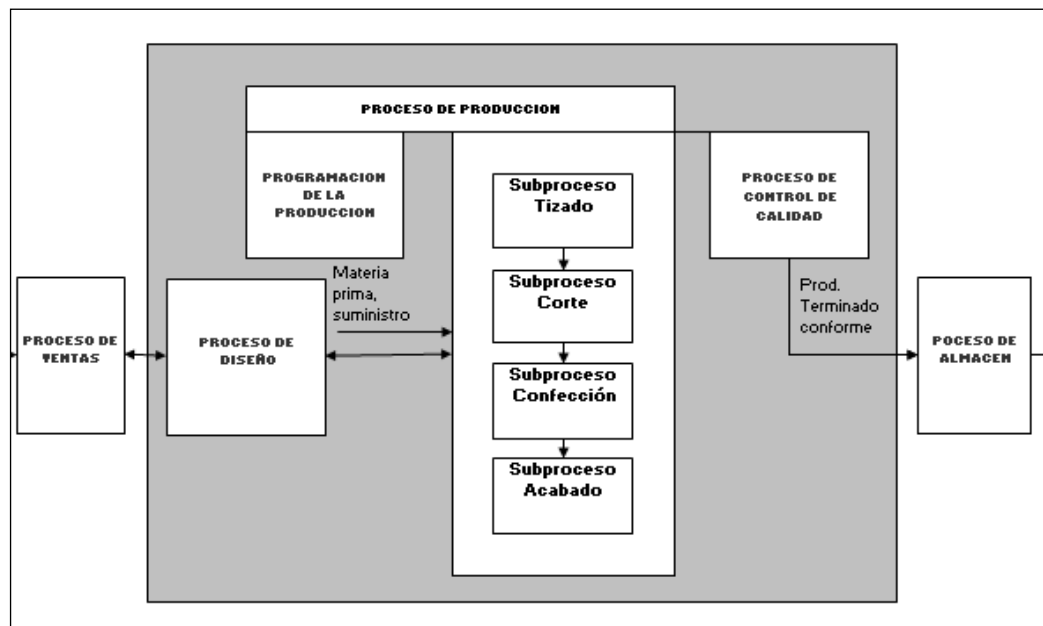 PROCESO DE PRODUCCION
PROGRAMACION
DE LA
PRODUCCION
Subproceso
Tizado
PROCESO DE
CONTROL DE
CALIDAD
Materia
prima,
suministro
Subproceso
Corte
Prod.
Terminado
conforme
PROCESO DE
VENTAS
PROCESO DE
DISEÑO
POCESO DE
ALMACEN
Subproceso
Confección
Subproceso
Acabado